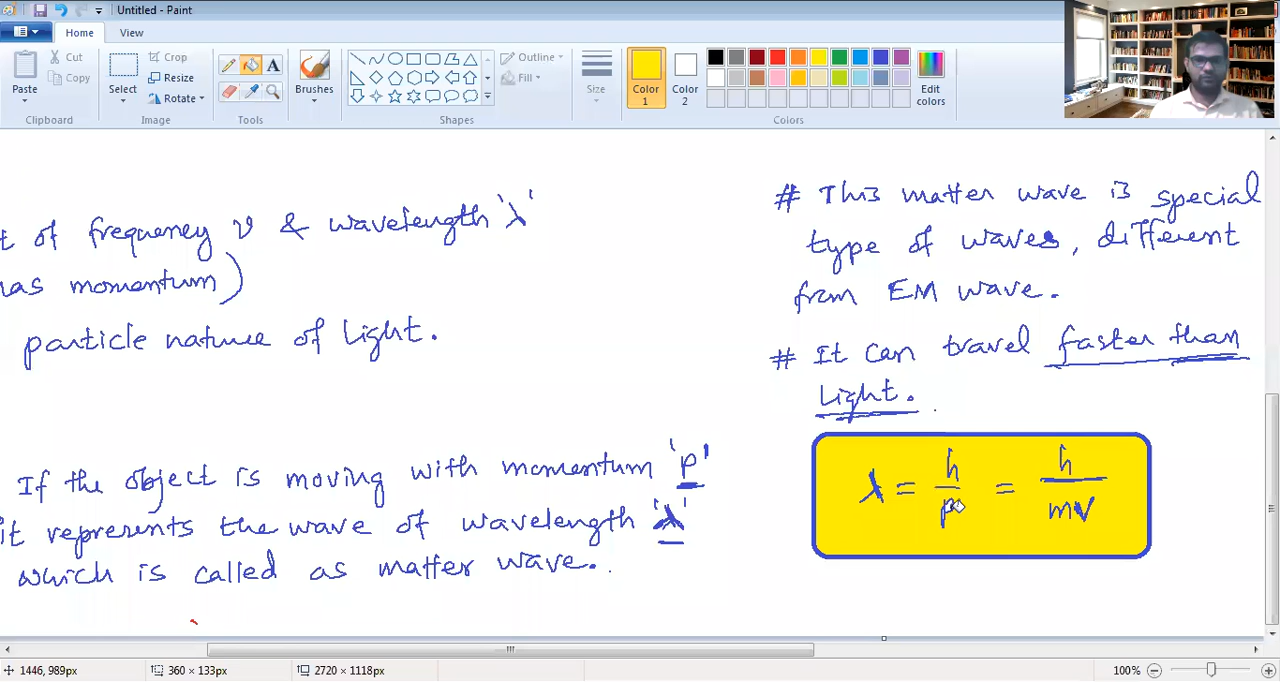 Untitled - Paint
Home View
Paste
Cut
Copy
Clipboard
Select
Crop
Resize
Rotate
Image
Tools
Brushes
Shapes
Outline
Fill
Size
Color 1
Color 2
Edit colors
Colors
t of frequency ν & wavelength 'λ'
as momentum)
particle nature of light.
If the object is moving with momentum 'p'
it represents the wave of wavelength 'λ'
which is called as matter wave.
# This matter wave is special
type of waves, different
from EM wave.
# It can travel faster than
light.
λ = h/p = h/mv
1446, 989px
360 × 133px
2720 × 1118px
100%